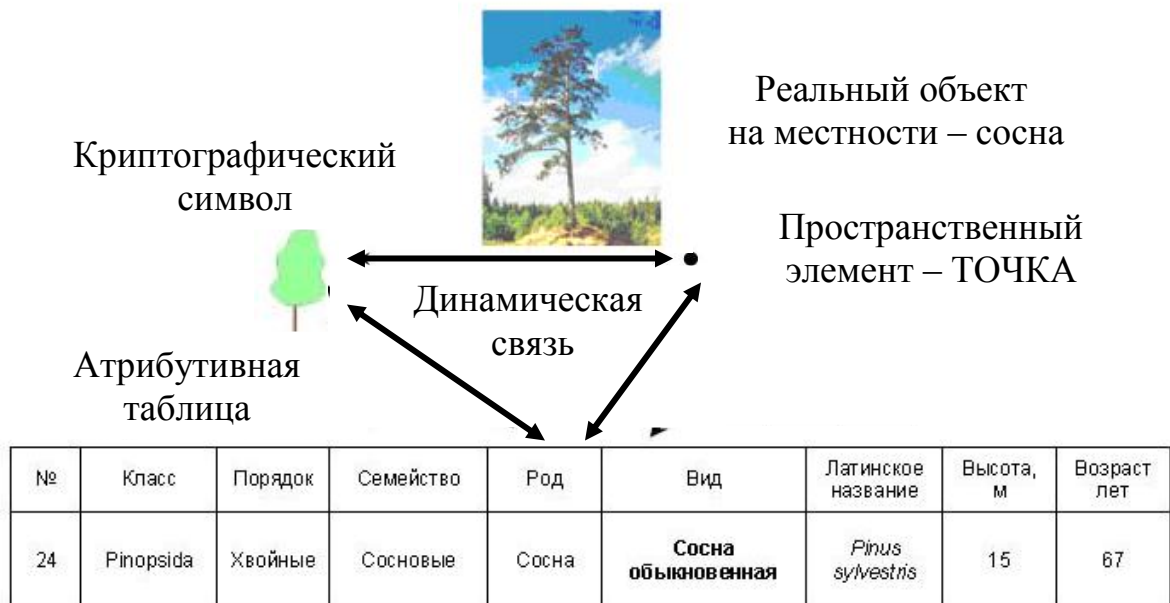 Реальный объект
на местности – сосна
Криптографический
символ
Пространственный
элемент – ТОЧКА
Динамическая
связь
Атрибутивная
таблица
№ Класс Порядок Семейство Род Вид Латинское название Высота, м Возраст лет
24 Pinopsida Хвойные Сосновые Сосна Сосна обыкновенная Pinus sylvestris 15 67